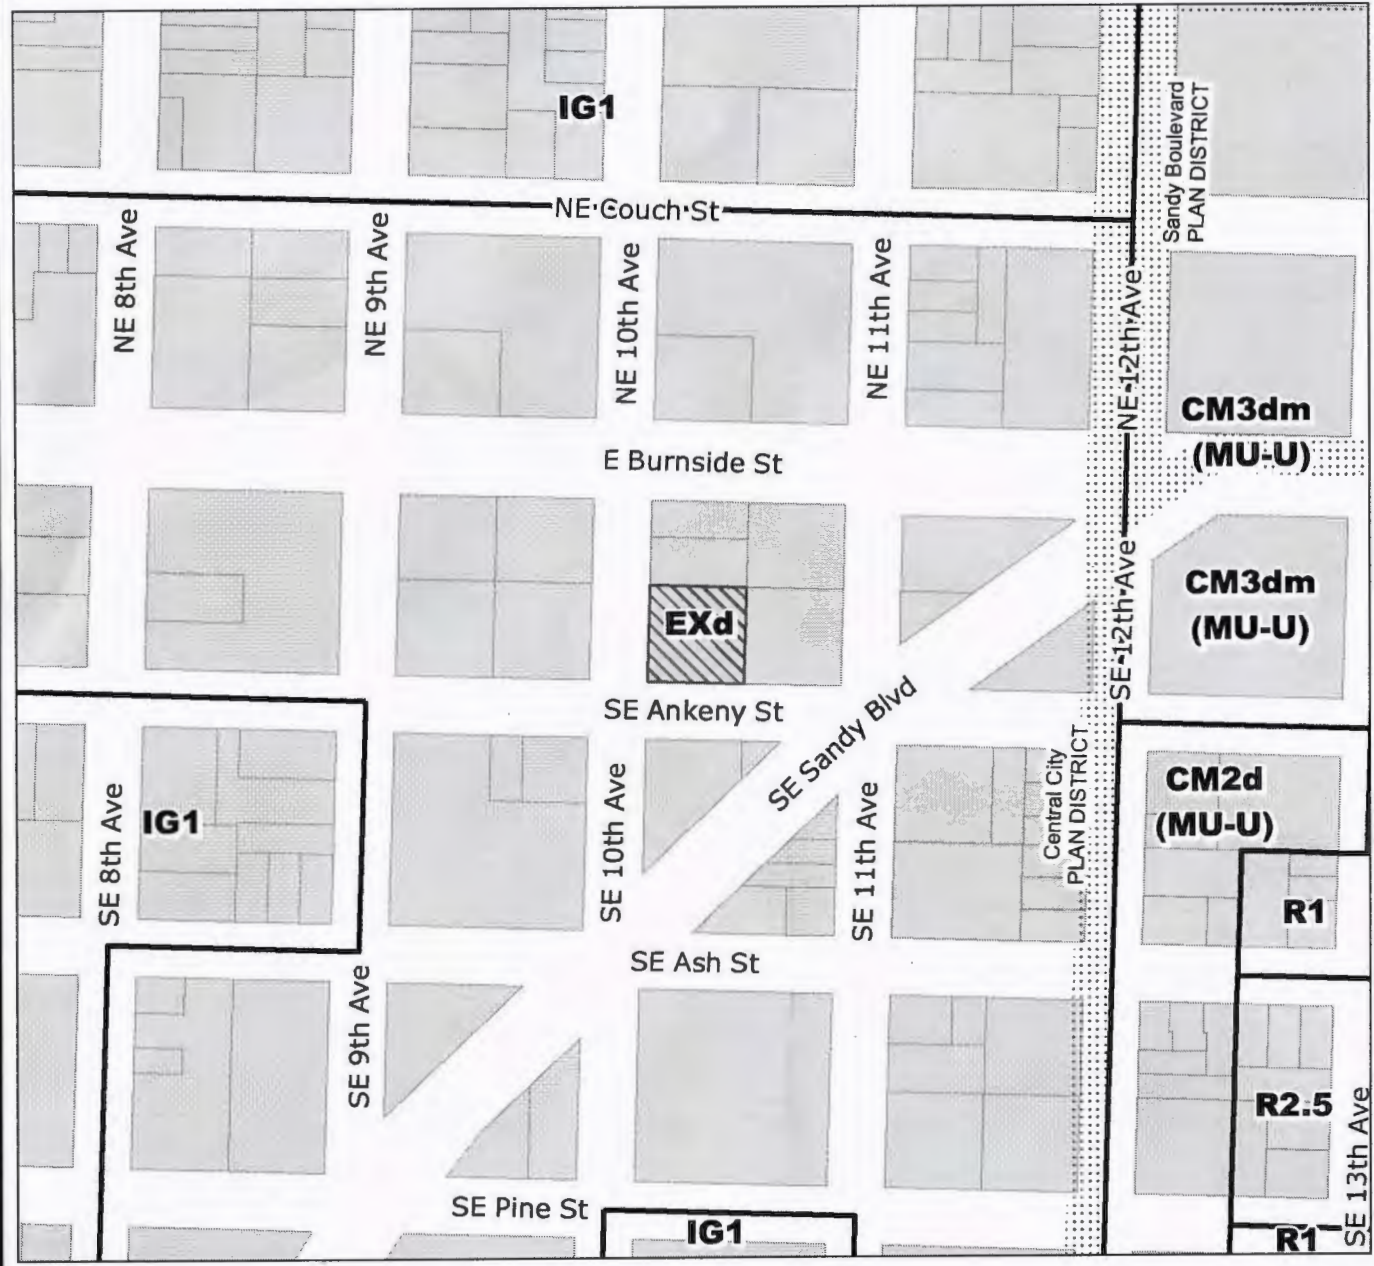 IG1
Sandy Boulevard
PLAN DISTRICT
NE Couch St
NE 8th Ave
NE 9th Ave
NE 10th Ave
NE 11th Ave
NE 12th Ave
CM3dm
(MU-U)
E Burnside St
EXd
SE 12th Ave
CM3dm
(MU-U)
SE Ankeny St
SE Sandy Blvd
SE 8th Ave
IG1
SE 10th Ave
SE 11th Ave
Central City
PLAN DISTRICT
CM2d
(MU-U)
R1
SE Ash St
SE 9th Ave
R2.5
SE 13th Ave
SE Pine St
IG1
R1